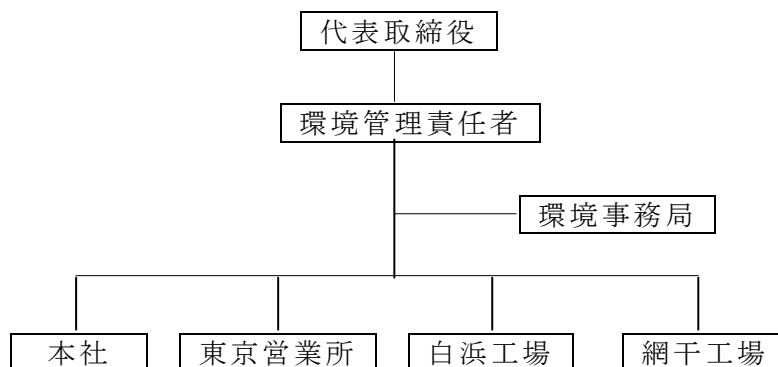 代表取締役
環境管理責任者
環境事務局
本社
東京営業所
白浜工場
網干工場